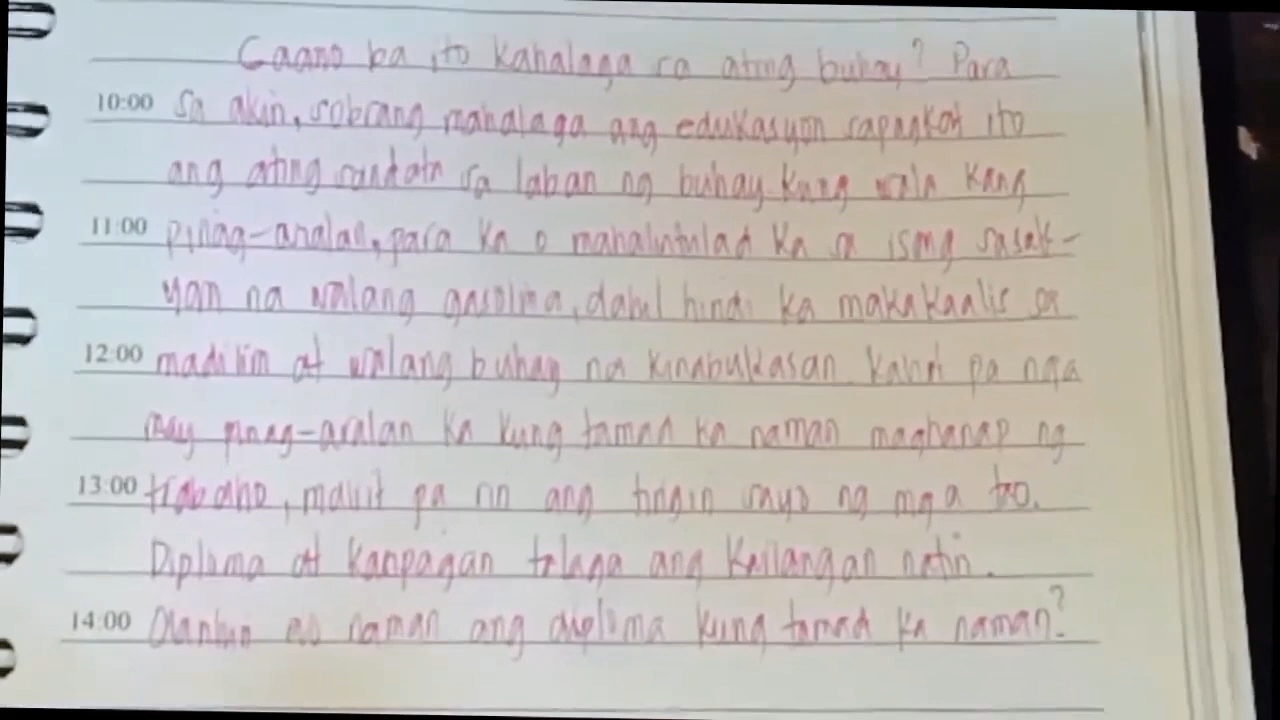 Gaano ba ito kahalaga sa ating buhay? Para
10:00 sa akin, sobrang mahalaga ang edukasyon sapagkat ito
ang ating sandata sa laban ng buhay. Kung wala kang
11:00 pinag-aralan, para ka o mahalintulad ka sa isang sasak-
yan na walang gasolina, dahil hindi ka makakaalis sa
12:00 madilim at walang buhay na kinabukasan. Kahit pa nga
may pinag-aralan ka kung tamad ka naman maghanap ng
13:00 trabaho, maliit pa rin ang tingin sayo ng mga tao.
Diploma at kasipagan talaga ang kailangan natin.
14:00 naman ang diploma kung tamad ka naman?